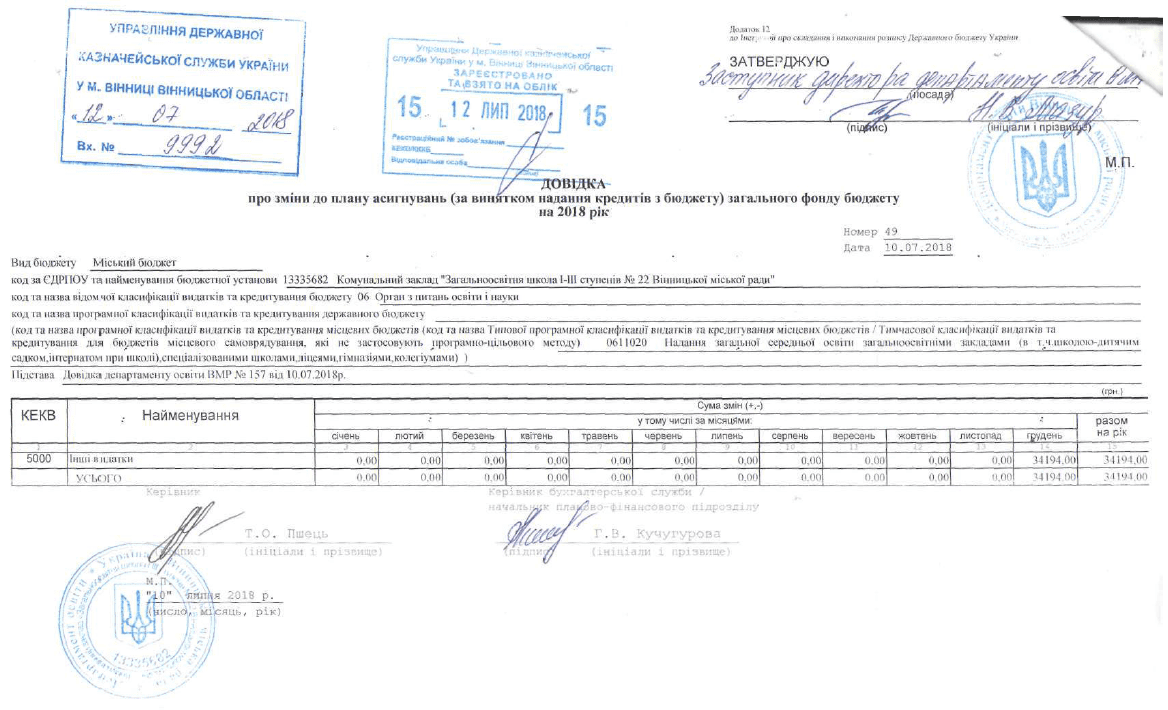 УПРАВЛІННЯ ДЕРЖАВНОЇ
КАЗНАЧЕЙСЬКОЇ СЛУЖБИ УКРАЇНИ
У М. ВІННИЦІ ВІННИЦЬКОЇ ОБЛАСТІ
«12» 07 2018
Вх. № 9992
Управління Державної казначейської
служби України у м. Вінниці Вінницької області
ЗАРЕЄСТРОВАНО
ТА ВЗЯТО НА ОБЛІК
15 12 ЛИП 2018 15
Реєстраційний № зобов'язання
Відповідальна особа
Додаток 12
до Інструкції про складання і виконання розпису Державного бюджету України
ЗАТВЕРДЖУЮ
Заступник директора департаменту освіти
(посада)
Н.В. Мазур
(підпис) (ініціали і прізвище)
М.П.
ДОВІДКА
про зміни до плану асигнувань (за винятком надання кредитів з бюджету) загального фонду бюджету
на 2018 рік
Номер 49
Дата 10.07.2018
Вид бюджету Міський бюджет
код за ЄДРПОУ та найменування бюджетної установи 13335682 Комунальний заклад "Загальноосвітня школа І-ІІІ ступенів № 22 Вінницької міської ради"
код та назва відомчої класифікації видатків та кредитування бюджету 06 Орган з питань освіти і науки
код та назва програмної класифікації видатків та кредитування державного бюджету
(код та назва програмної класифікації видатків та кредитування місцевих бюджетів (код та назва Типової програмної класифікації видатків та кредитування місцевих бюджетів / Тимчасової класифікації видатків та
кредитування для бюджетів місцевого самоврядування, які не застосовують програмно-цільового методу) 0611020 Надання загальної середньої освіти загальноосвітніми закладами (в т.ч.школою-дитячим
садком,інтернатом при школі),спеціалізованими школами,ліцеями,гімназіями,колегіумами) )
Підстава Довідка департаменту освіти ВМР № 157 від 10.07.2018р.
(грн.)
КЕКВ Найменування Сума змін (+,-)
у тому числі за місяцями: разом на рік
січень лютий березень квітень травень червень липень серпень вересень жовтень листопад грудень
1 2 3 4 5 6 7 8 9 10 11 12 13 14 15
5000 Інші видатки 0,00 0,00 0,00 0,00 0,00 0,00 0,00 0,00 0,00 0,00 0,00 34194,00 34194,00
УСЬОГО 0,00 0,00 0,00 0,00 0,00 0,00 0,00 0,00 0,00 0,00 0,00 34194,00 34194,00
Керівник Керівник бухгалтерської служби /
начальник планово-фінансового підрозділу
Т.О. Пшець Г.В. Кучугурова
(підпис) (ініціали і прізвище) (підпис) (ініціали і прізвище)
М.П.
"10" липня 2018 р.
(число, місяць, рік)
13335682